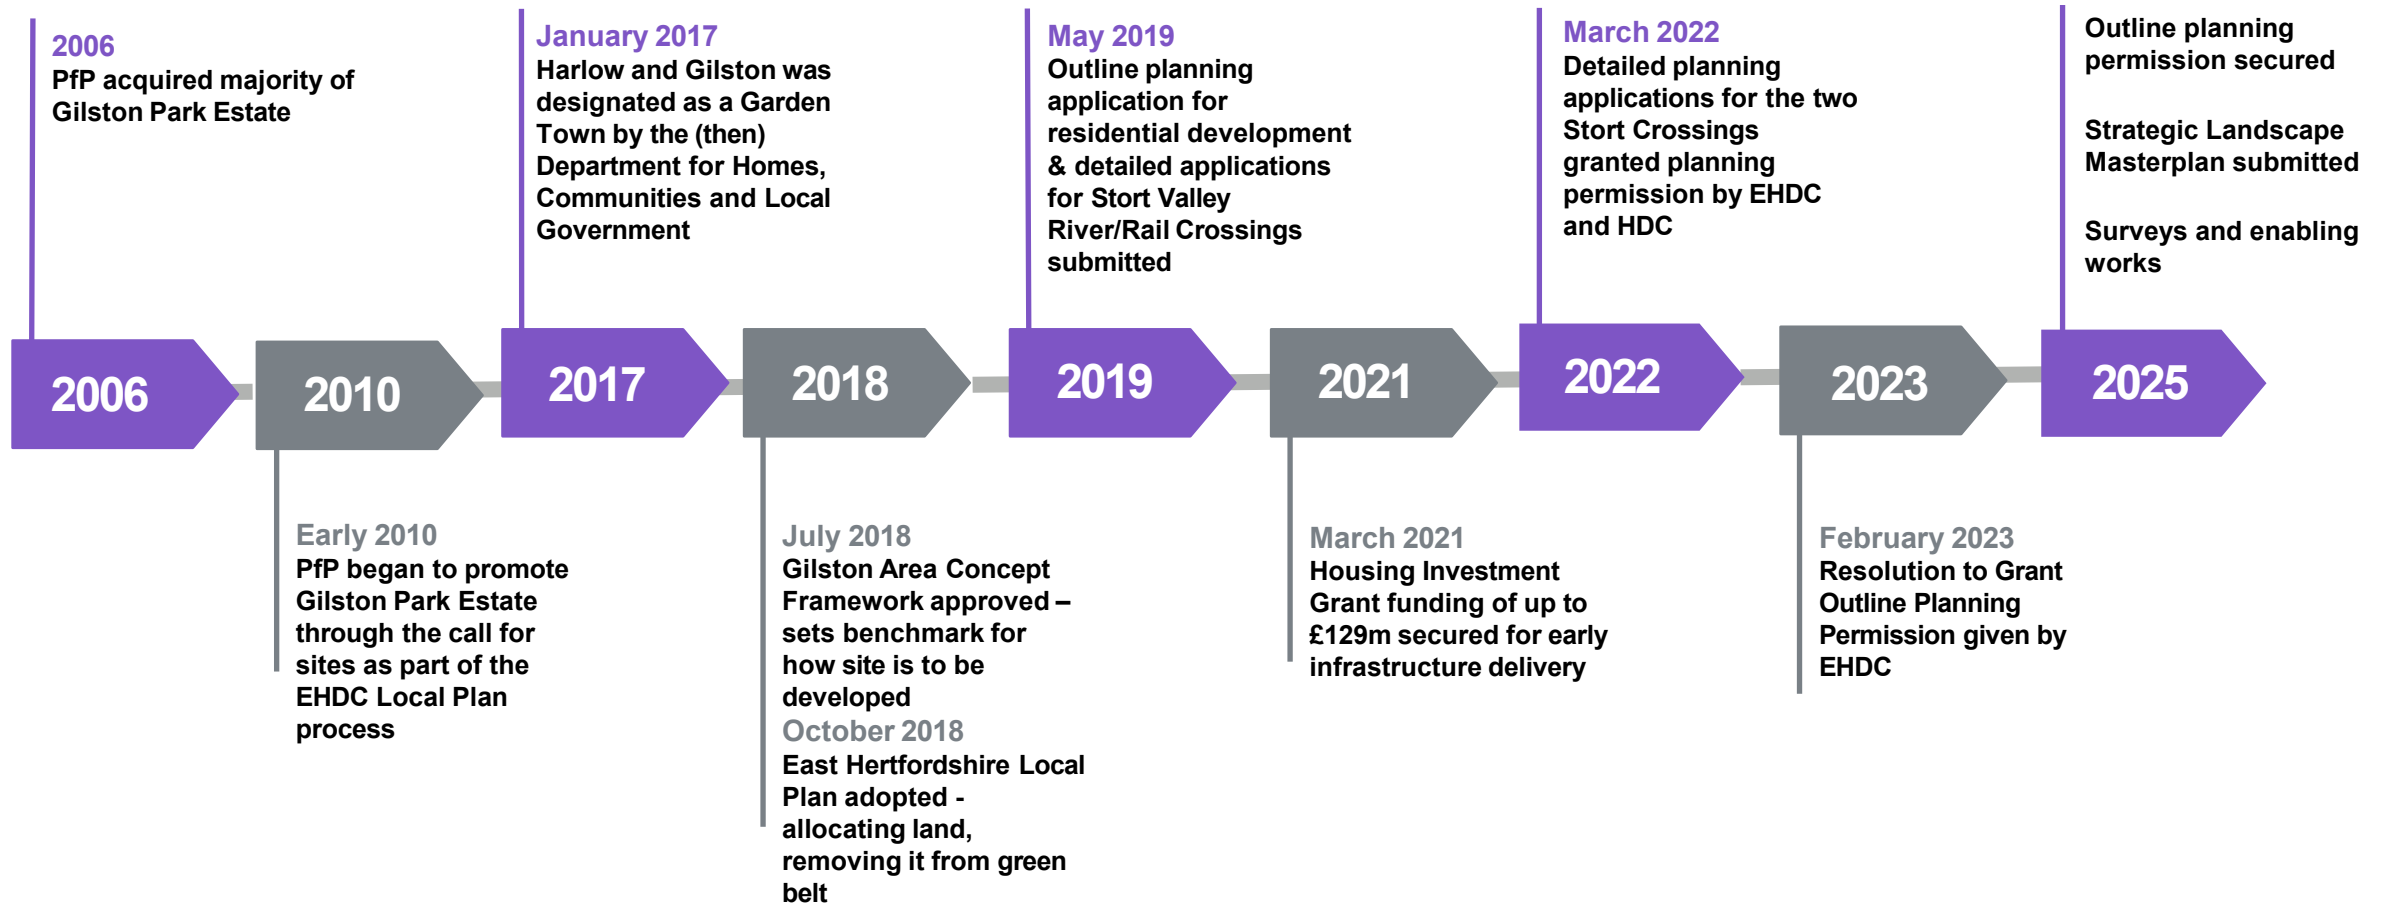 2006
PfP acquired majority of
Gilston Park Estate
January 2017
Harlow and Gilston was
designated as a Garden
Town by the (then)
Department for Homes,
Communities and Local
Government
May 2019
Outline planning
application for
residential development
& detailed applications
for Stort Valley
River/Rail Crossings
submitted
March 2022
Detailed planning
applications for the two
Stort Crossings
granted planning
permission by EHDC
and HDC
Outline planning
permission secured
Strategic Landscape
Masterplan submitted
Surveys and enabling
works
2006
2010
2017
2018
2019
2021
2022
2023
2025
Early 2010
PfP began to promote
Gilston Park Estate
through the call for
sites as part of the
EHDC Local Plan
process
July 2018
Gilston Area Concept
Framework approved –
sets benchmark for
how site is to be
developed
October 2018
East Hertfordshire Local
Plan adopted -
allocating land,
removing it from green
belt
March 2021
Housing Investment
Grant funding of up to
£129m secured for early
infrastructure delivery
February 2023
Resolution to Grant
Outline Planning
Permission given by
EHDC